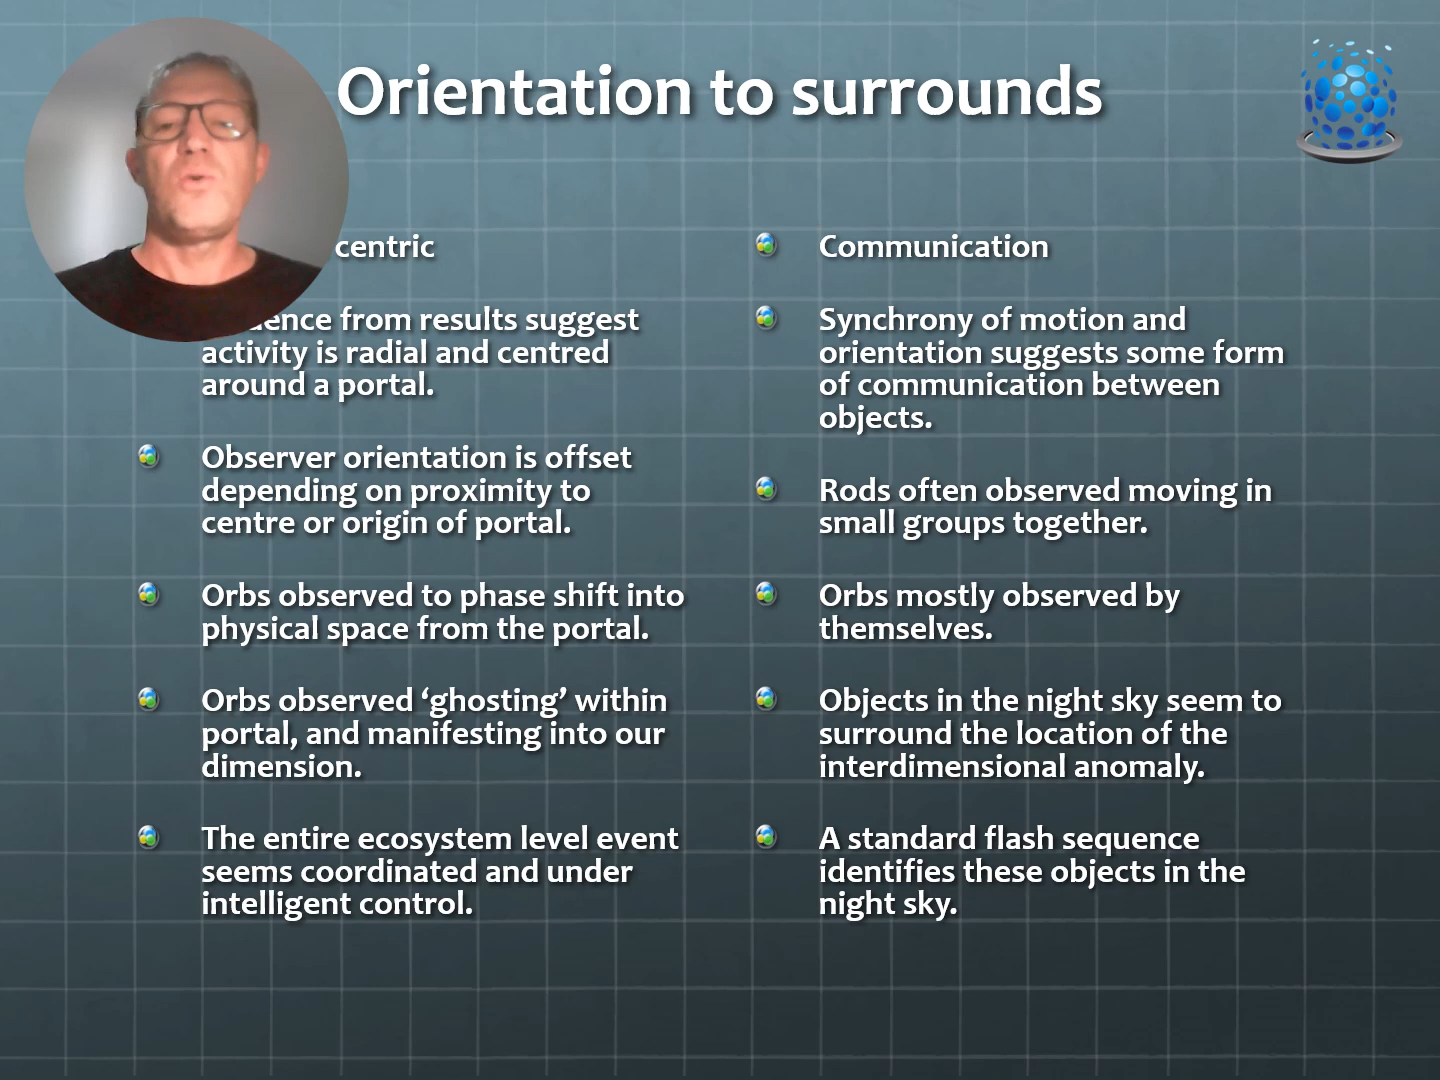 Orientation to surrounds
centric
ence from results suggest
activity is radial and centred
around a portal.
Observer orientation is offset
depending on proximity to
centre or origin of portal.
Orbs observed to phase shift into
physical space from the portal.
Orbs observed ‘ghosting’ within
portal, and manifesting into our
dimension.
The entire ecosystem level event
seems coordinated and under
intelligent control.
Communication
Synchrony of motion and
orientation suggests some form
of communication between
objects.
Rods often observed moving in
small groups together.
Orbs mostly observed by
themselves.
Objects in the night sky seem to
surround the location of the
interdimensional anomaly.
A standard flash sequence
identifies these objects in the
night sky.